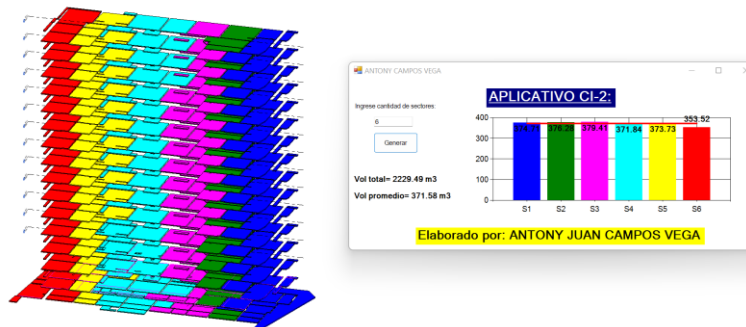 ANTONY CAMPOS VEGA
Ingrese cantidad de sectores:
6
Generar
Vol total= 2229.49 m3
Vol promedio= 371.58 m3
APLICATIVO CI-2:
400
300
200
100
0
376.28
379.41
371.84
373.73
353.52
S1
S2
S3
S4
S5
S6
Elaborado por: ANTONY JUAN CAMPOS VEGA